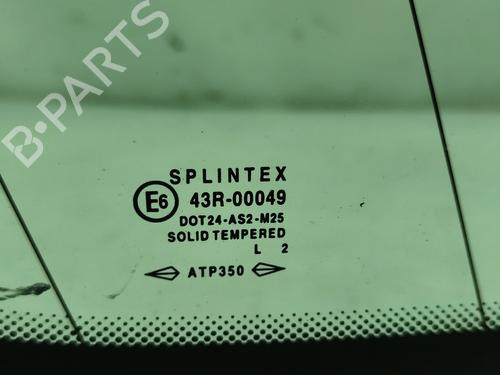 B-PARTS
SPLINTEX
E6 43R-00049
DOT24-AS2-M25
SOLID TEMPERED
L 2
ATP350